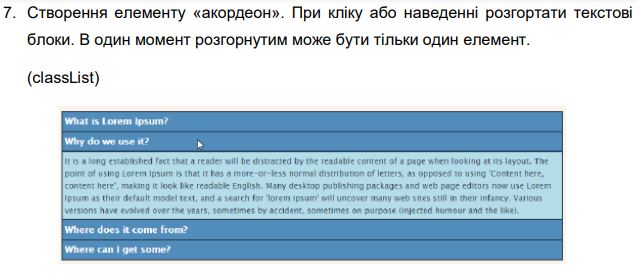 7. Створення елементу «акордеон». При кліку або наведенні розгортати текстові
блоки. В один момент розгорнутим може бути тільки один елемент.
(classList)
What is Lorem Ipsum?
Why do we use it?
It is a long established fact that a reader will be distracted by the readable content of a page when looking at its layout. The
point of using Lorem Ipsum is that it has a more-or-less normal distribution of letters, as opposed to using 'Content here,
content here', making it look like readable English. Many desktop publishing packages and web page editors now use Lorem
Ipsum as their default model text, and a search for 'lorem ipsum' will uncover many web sites still in their infancy. Various
versions have evolved over the years, sometimes by accident, sometimes on purpose (injected humour and the like).
Where does it come from?
Where can I get some?